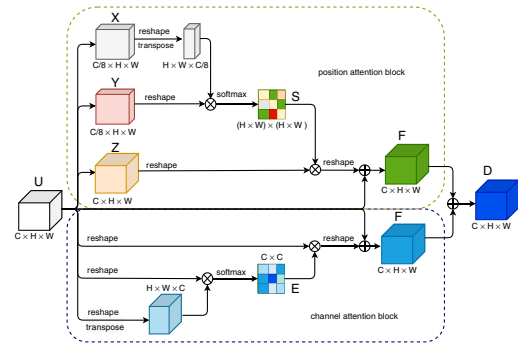 X
reshape
transpose
C/8 × H × W
H × W × C/8
Y
reshape
softmax
S
position attention block
C/8 × H × W
(H × W) × (H × W )
Z
reshape
reshape
F
C × H × W
C × H × W
U
D
C × H × W
C × H × W
F
reshape
C × C
reshape
C × H × W
reshape
softmax
E
H × W × C
reshape
transpose
channel attention block